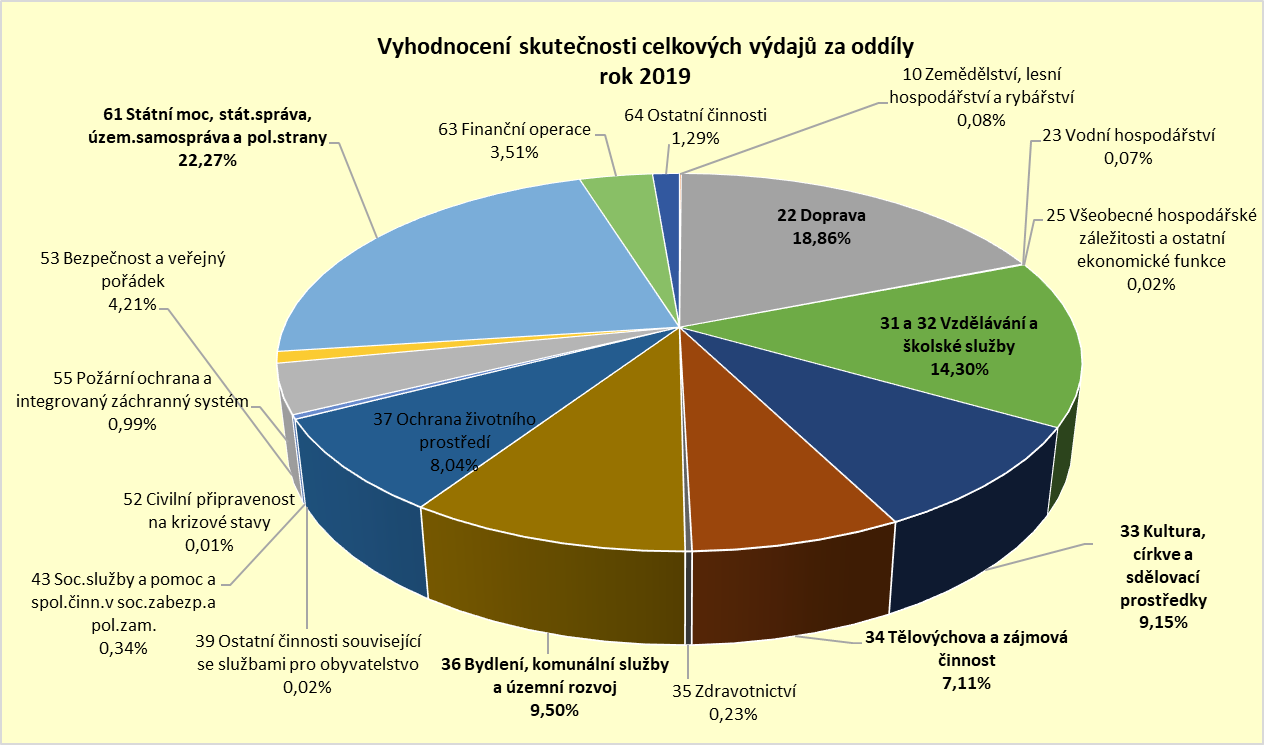 Vyhodnocení skutečnosti celkových výdajů za oddíly
rok 2019
10 Zemědělství, lesní
hospodářství a rybářství
0,08%
22 Doprava
18,86%
23 Vodní hospodářství
0,07%
25 Všeobecné hospodářské
záležitosti a ostatní
ekonomické funkce
0,02%
31 a 32 Vzdělávání a
školské služby
14,30%
33 Kultura,
církve a
sdělovací
prostředky
9,15%
34 Tělovýchova a zájmová
činnost
7,11%
35 Zdravotnictví
0,23%
36 Bydlení, komunální služby
a územní rozvoj
9,50%
37 Ochrana životního
prostředí
8,04%
39 Ostatní činnosti související
se službami pro obyvatelstvo
0,02%
43 Soc.služby a pomoc a
spol.činn.v soc.zabezp.a
pol.zam.
0,34%
52 Civilní připravenost
na krizové stavy
0,01%
55 Požární ochrana a
integrovaný záchranný systém
0,99%
53 Bezpečnost a veřejný
pořádek
4,21%
61 Státní moc, stát.správa,
územ.samospráva a pol.strany
22,27%
63 Finanční operace
3,51%
64 Ostatní činnosti
1,29%